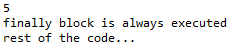 5
finally block is always executed
rest of the code...